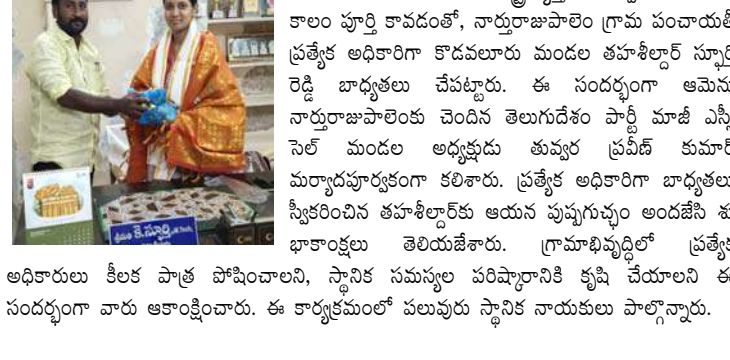 కాలం పూర్తి కావడంతో, నార్తురాజుపాలెం గ్రామ పంచాయతీ
ప్రత్యేక అధికారిగా కొడవలూరు మండల తహశీల్దార్ స్ఫూర్తి
రెడ్డి బాధ్యతలు చేపట్టారు. ఈ సందర్భంగా ఆమెను
నార్తురాజుపాలెంకు చెందిన తెలుగుదేశం పార్టీ మాజీ ఎస్సీ
సెల్ మండల అధ్యక్షుడు తువ్వర ప్రవీణ్ కుమార్
మర్యాదపూర్వకంగా కలిశారు. ప్రత్యేక అధికారిగా బాధ్యతలు
స్వీకరించిన తహశీల్దార్‌కు ఆయన పుష్పగుచ్ఛం అందజేసి శు
భాకాంక్షలు తెలియజేశారు. గ్రామాభివృద్ధిలో ప్రత్యేక
అధికారులు కీలక పాత్ర పోషించాలని, స్థానిక సమస్యల పరిష్కారానికి కృషి చేయాలని ఈ
సందర్భంగా వారు ఆకాంక్షించారు. ఈ కార్యక్రమంలో పలువురు స్థానిక నాయకులు పాల్గొన్నారు.
శ్రీమతి కె.స్ఫూర్తి